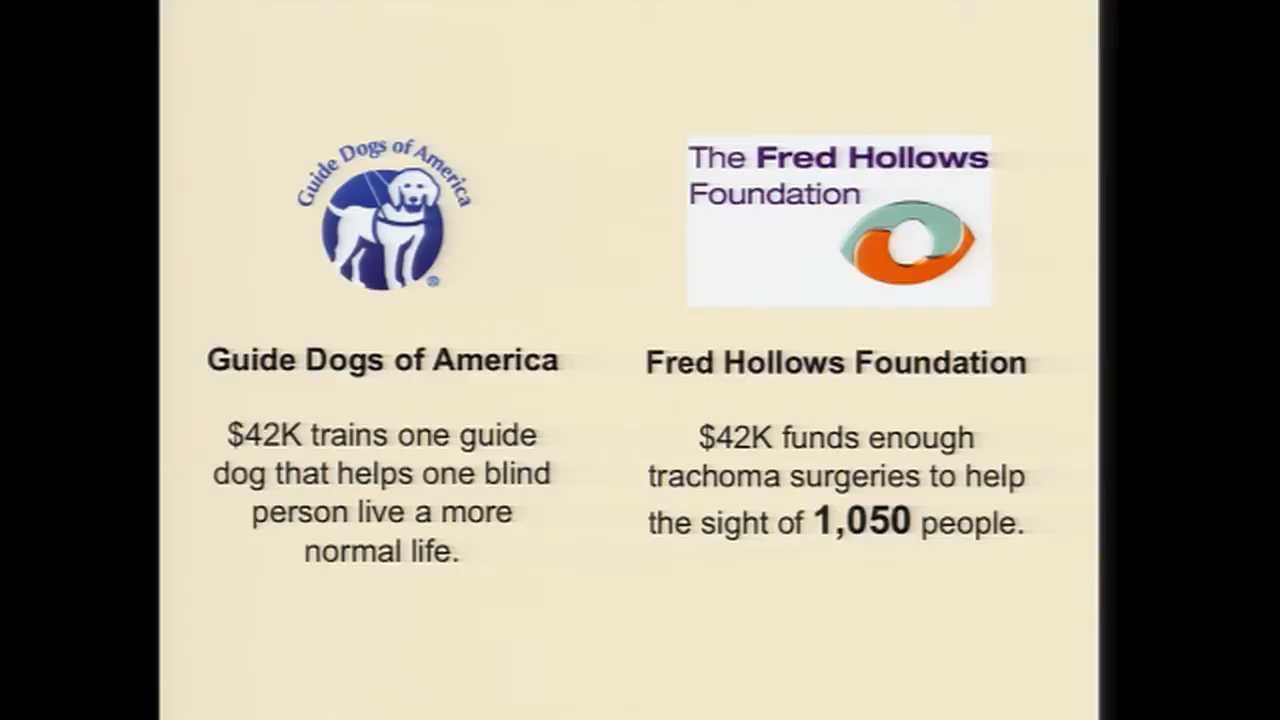 Guide Dogs of America
®
The Fred Hollows
Foundation
Guide Dogs of America
$42K trains one guide
dog that helps one blind
person live a more
normal life.
Fred Hollows Foundation
$42K funds enough
trachoma surgeries to help
the sight of 1,050 people.